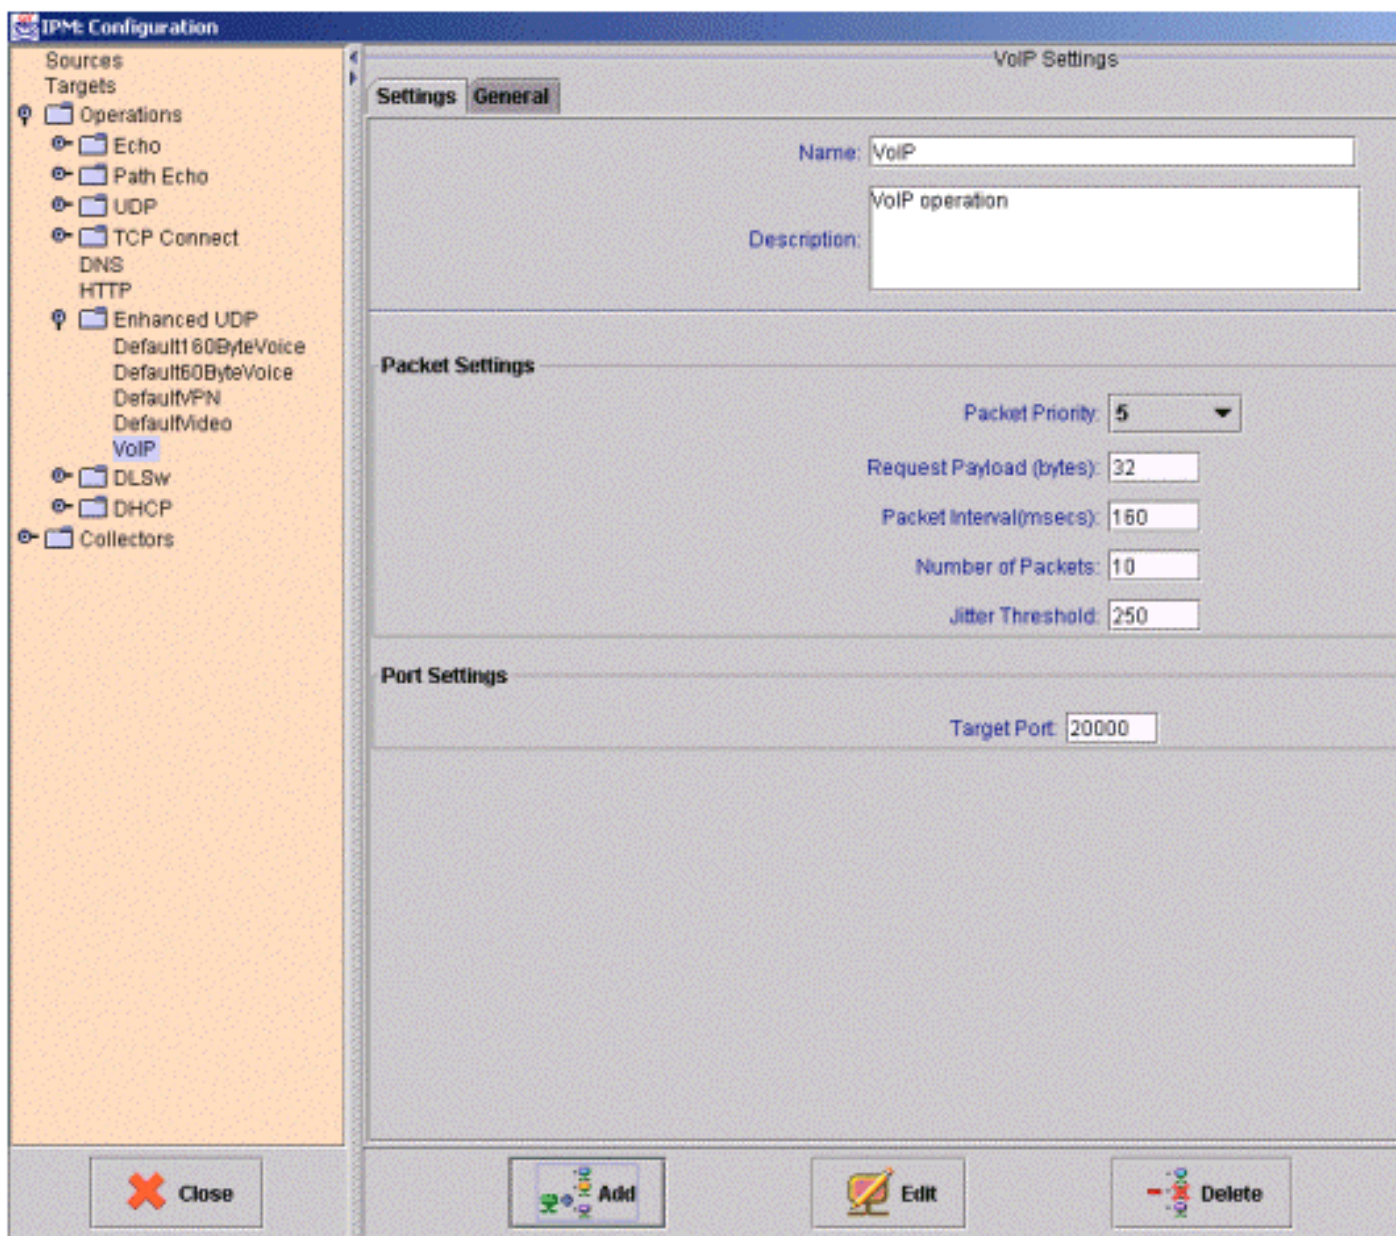 IPM: Configuration
Sources
Targets
Operations
Echo
Path Echo
UDP
TCP Connect
DNS
HTTP
Enhanced UDP
Default160ByteVoice
Default60ByteVoice
DefaultVPN
DefaultVideo
VoIP
DLSw
DHCP
Collectors
Close
VoIP Settings
Settings General
Name: VoIP
Description: VoIP operation
Packet Settings
Packet Priority: 5
Request Payload (bytes): 32
Packet Interval(msecs): 160
Number of Packets: 10
Jitter Threshold: 250
Port Settings
Target Port: 20000
Add Edit Delete